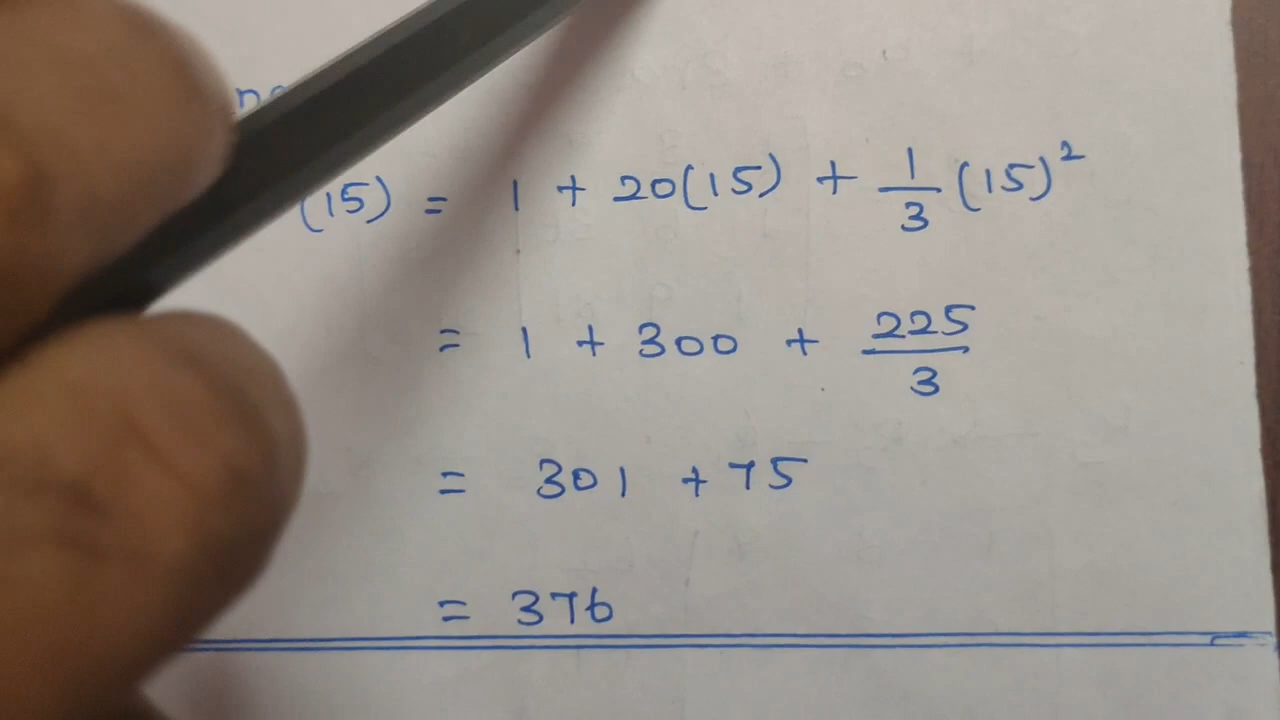 (15) = 1 + 20(15) + 1/3 (15)²
= 1 + 300 + 225/3
= 301 + 75
= 376